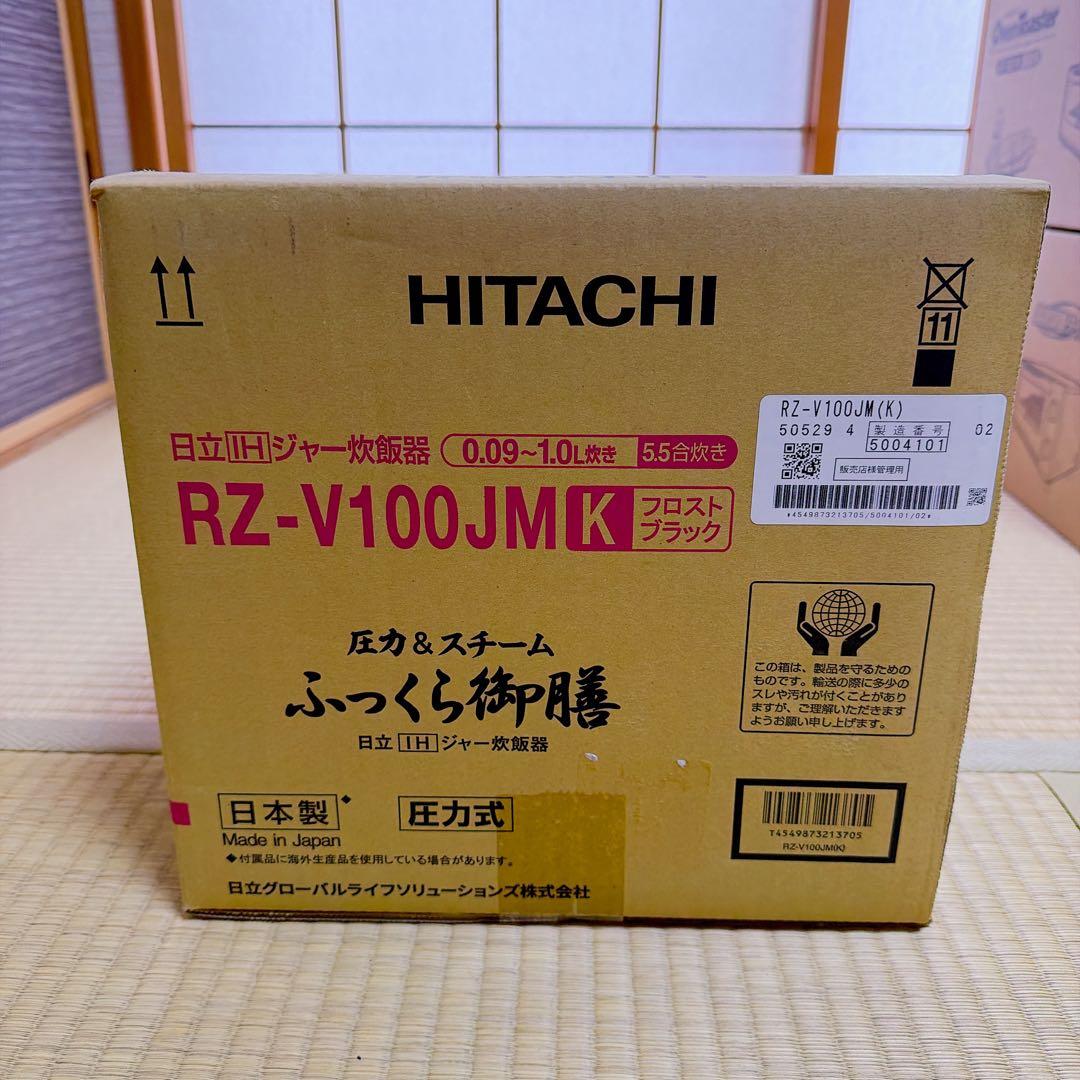 HITACHI
11
日立IHジャー炊飯器 0.09~1.0L炊き 5.5合炊き
RZ-V100JM K フロスト
ブラック
RZ-V100JM(K)
50529 4 製造番号 02
5004101
販売店様管理用
*4549873213705/5004101/02*
圧力&スチーム
ふっくら御膳
日立IHジャー炊飯器
この箱は、製品を守るための
ものです。輸送の際に多少の
スレや汚れが付くことがあり
ますが、ご理解いただきます
ようお願い申し上げます。
日本製◆
圧力式
Made in Japan
◆付属品に海外生産品を使用している場合があります。
日立グローバルライフソリューションズ株式会社
T4549873213705
RZ-V100JM(K)